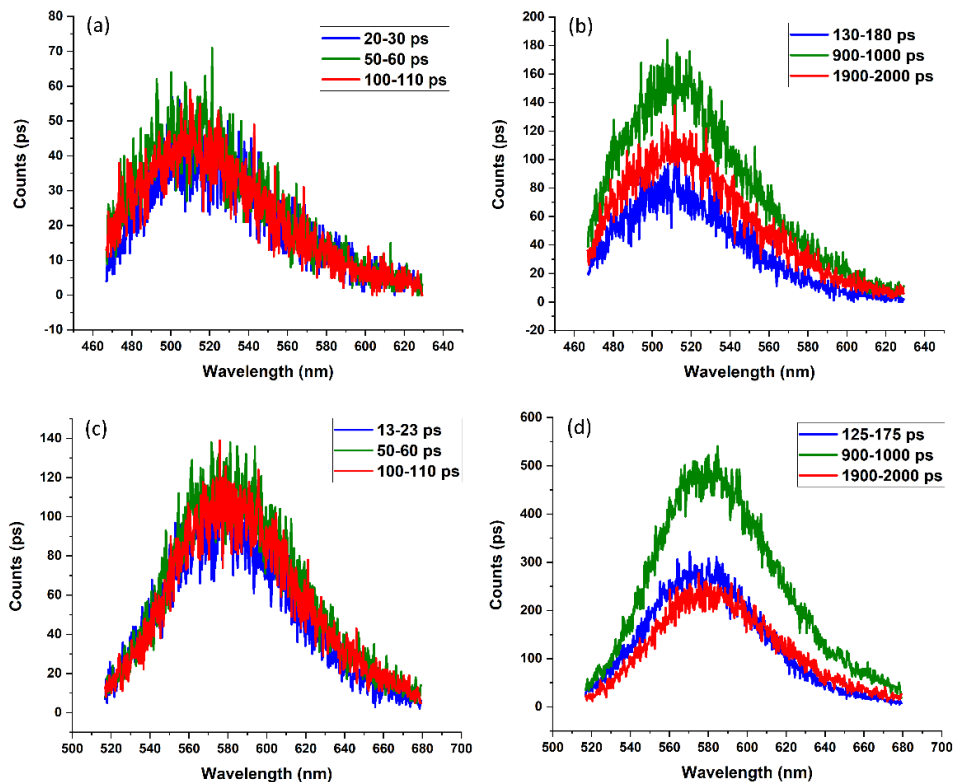 (a)
20-30 ps
50-60 ps
100-110 ps
80
70
60
50
40
30
20
10
0
-10
Counts (ps)
460 480 500 520 540 560 580 600 620 640
Wavelength (nm)
(b)
130-180 ps
900-1000 ps
1900-2000 ps
200
180
160
140
120
100
80
60
40
20
0
-20
Counts (ps)
460 480 500 520 540 560 580 600 620 640
Wavelength (nm)
(c)
13-23 ps
50-60 ps
100-110 ps
140
120
100
80
60
40
20
0
Counts (ps)
500 520 540 560 580 600 620 640 660 680 700
Wavelength (nm)
(d)
125-175 ps
900-1000 ps
1900-2000 ps
600
500
400
300
200
100
0
Counts (ps)
500 520 540 560 580 600 620 640 660 680 700
Wavelength (nm)